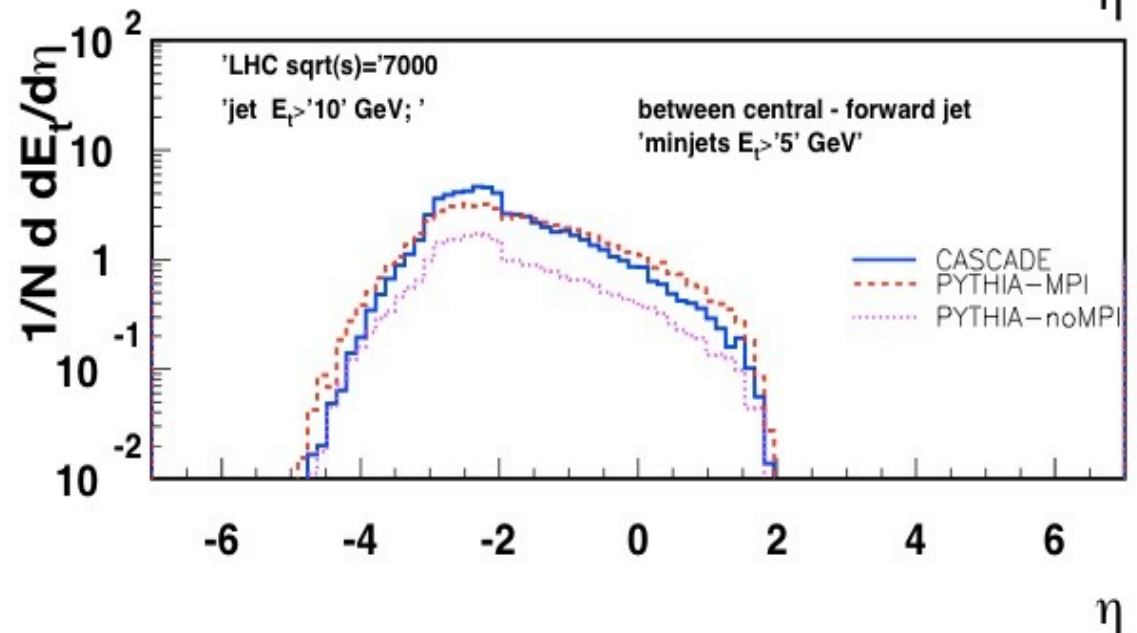 η
10 2
'LHC sqrt(s)='7000
'jet Et>'10' GeV; '
between central - forward jet
'minjets Et>'5' GeV'
10
1
10 -1
10 -2
1/N d dEt/dη
CASCADE
PYTHIA-MPI
PYTHIA-noMPI
-6 -4 -2 0 2 4 6
η